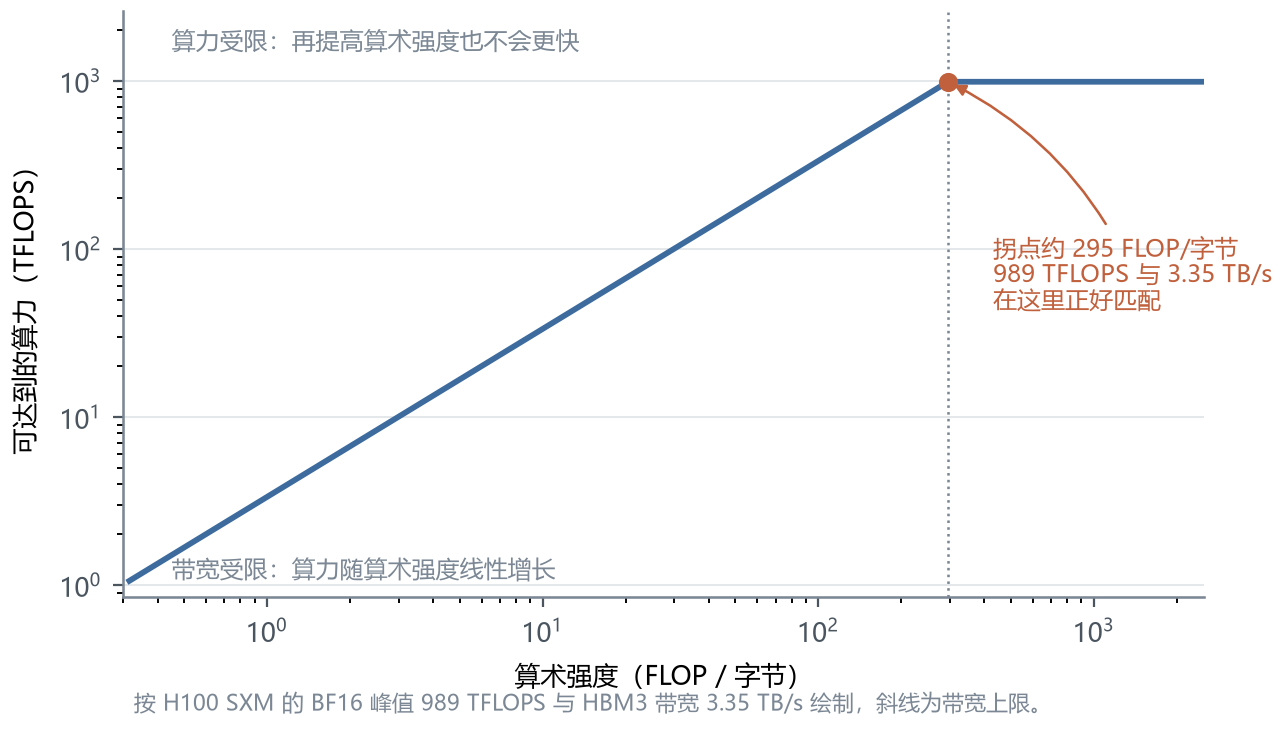 算力受限：再提高算术强度也不会更快
10³
10²
10¹
10⁰
可达到的算力（TFLOPS）
拐点约 295 FLOP/字节
989 TFLOPS 与 3.35 TB/s
在这里正好匹配
带宽受限：算力随算术强度线性增长
10⁰ 10¹ 10² 10³
算术强度（FLOP / 字节）
按 H100 SXM 的 BF16 峰值 989 TFLOPS 与 HBM3 带宽 3.35 TB/s 绘制，斜线为带宽上限。